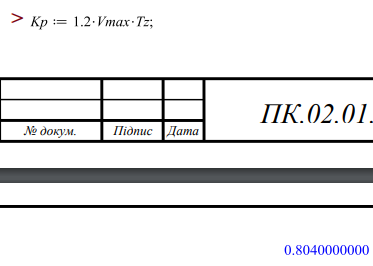 > Kp := 1.2·Vmax·Tz;
ПК.02.01.
№ докум. Підпис Дата
0.8040000000